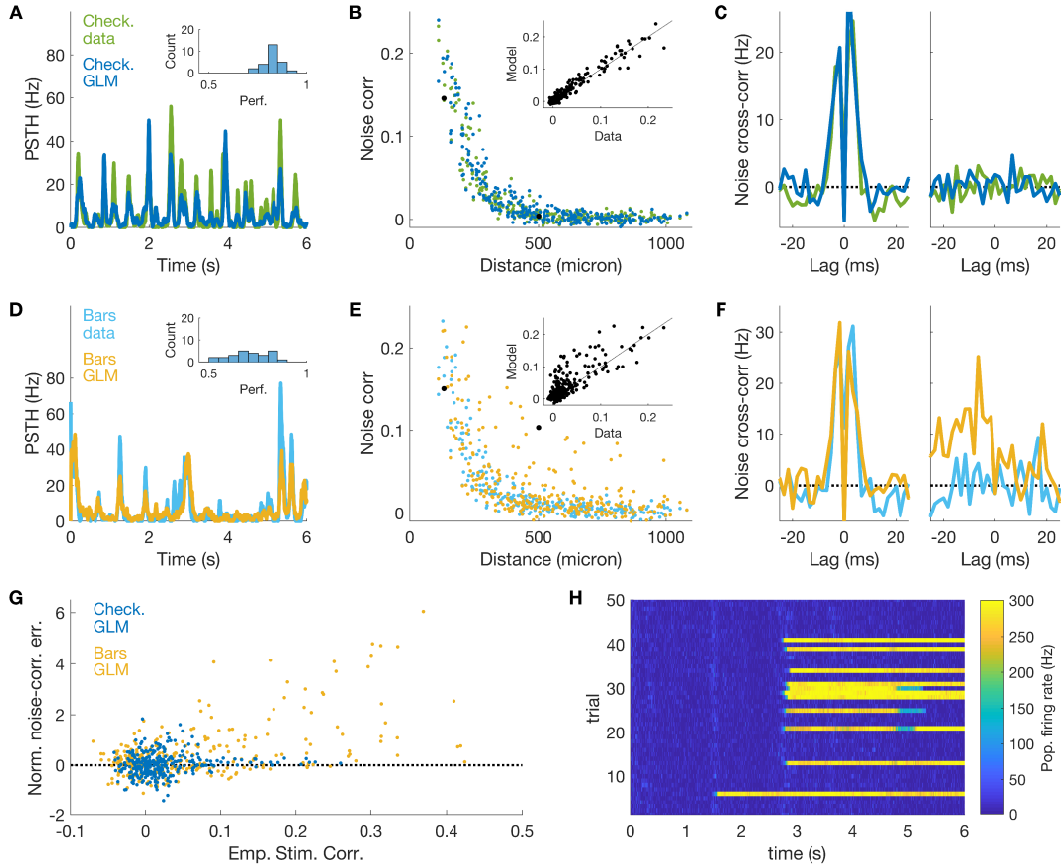 A
Check.
data
Check.
GLM
PSTH (Hz)
80
60
40
20
0
0
2
4
6
Time (s)
Count
20
10
0
0.5
1
Perf.
B
Noise corr
0.2
0.1
0
0
500
1000
Distance (micron)
Model
0.2
0.1
0
0
0.1
0.2
Data
C
Noise cross-corr (Hz)
20
10
0
-20
0
20
Lag (ms)
-20
0
20
Lag (ms)
D
Bars
data
Bars
GLM
PSTH (Hz)
80
60
40
20
0
0
2
4
6
Time (s)
Count
20
10
0
0.5
1
Perf.
E
Noise corr
0.2
0.1
0
0
500
1000
Distance (micron)
Model
0.2
0.1
0
0
0.1
0.2
Data
F
Noise cross-corr (Hz)
30
20
10
0
-20
0
20
Lag (ms)
-20
0
20
Lag (ms)
G
Check.
GLM
Bars
GLM
Norm. noise-corr. err.
6
4
2
0
-2
-0.1
0
0.1
0.2
0.3
0.4
0.5
Emp. Stim. Corr.
H
trial
50
40
30
20
10
0
1
2
3
4
5
6
time (s)
300
250
200
150
100
50
0
Pop. firing rate (Hz)